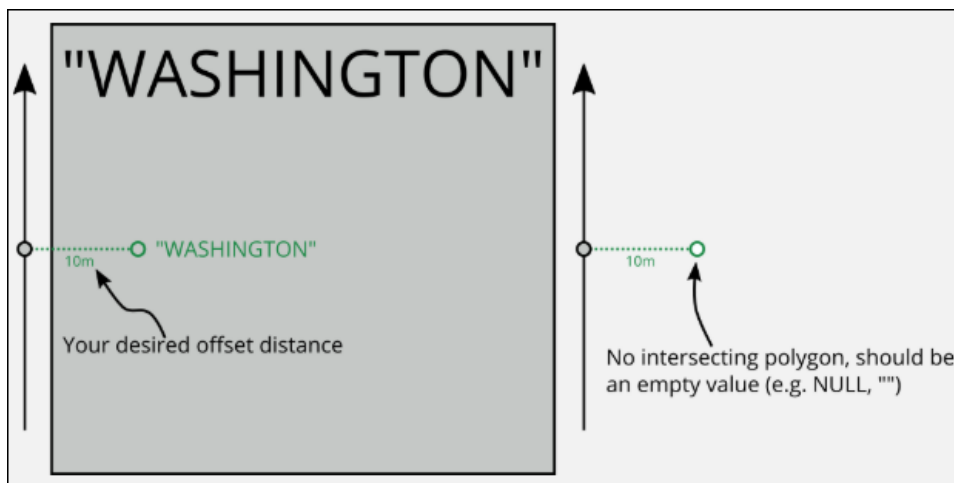 "WASHINGTON"
"WASHINGTON"
10m
10m
Your desired offset distance
No intersecting polygon, should be
an empty value (e.g. NULL, "")